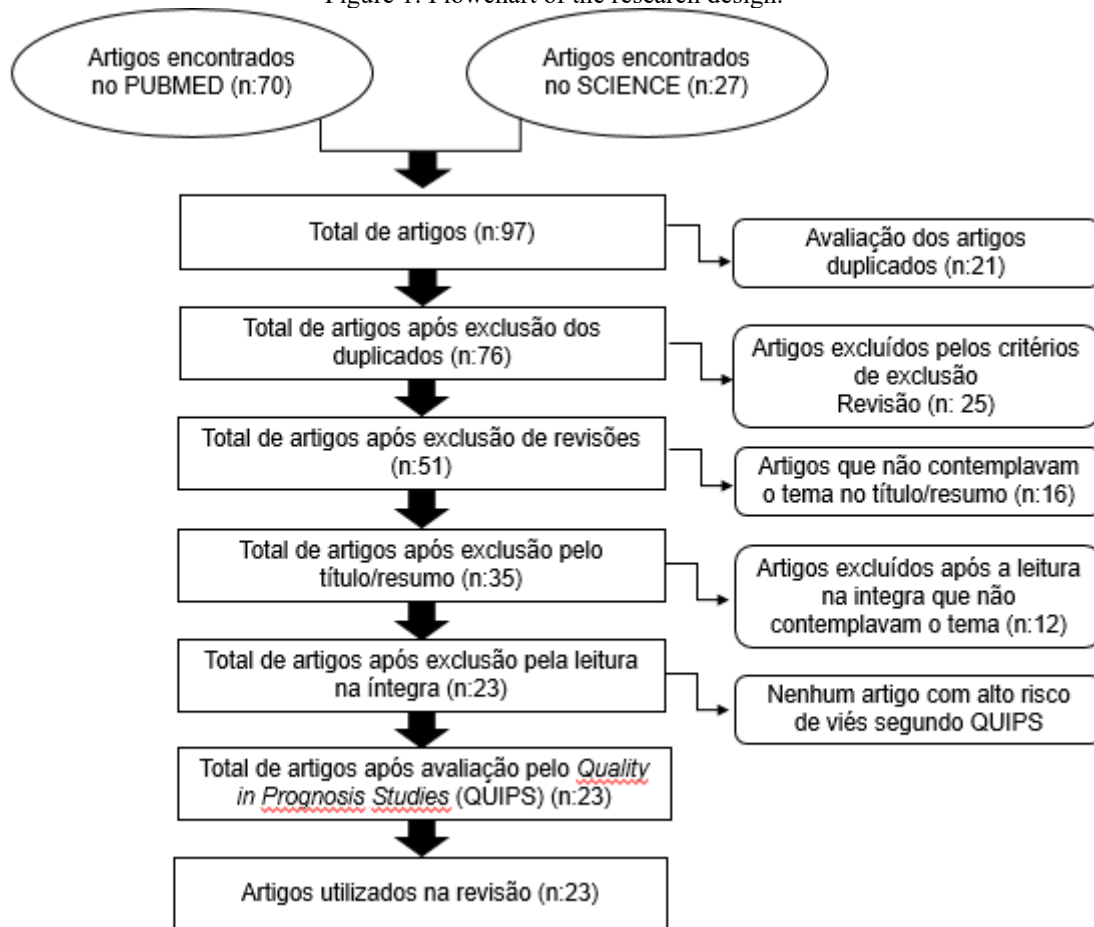 Figure 1. Flowchart of the research design.
Artigos encontrados
no PUBMED (n:70)
Artigos encontrados
no SCIENCE (n:27)
Total de artigos (n:97)
Avaliação dos artigos
duplicados (n:21)
Total de artigos após exclusão dos
duplicados (n:76)
Artigos excluídos pelos critérios
de exclusão
Revisão (n: 25)
Total de artigos após exclusão de revisões
(n:51)
Artigos que não contemplavam
o tema no título/resumo (n:16)
Total de artigos após exclusão pelo
título/resumo (n:35)
Artigos excluídos após a leitura
na integra que não
contemplavam o tema (n:12)
Total de artigos após exclusão pela leitura
na íntegra (n:23)
Nenhum artigo com alto risco
de viés segundo QUIPS
Total de artigos após avaliação pelo Quality
in Prognosis Studies (QUIPS) (n:23)
Artigos utilizados na revisão (n:23)